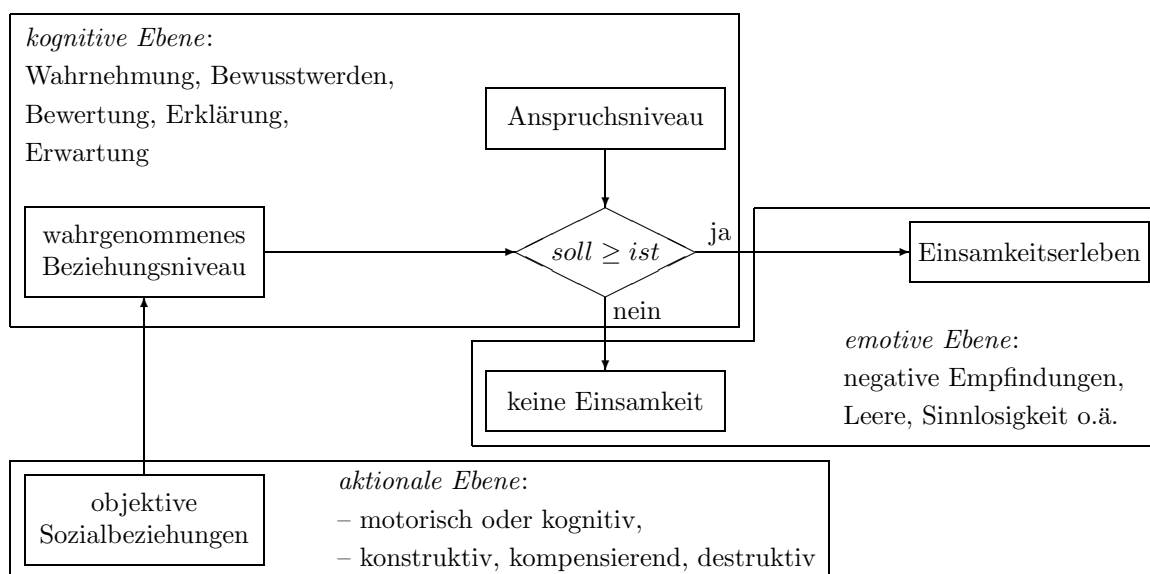 kognitive Ebene:
Wahrnehmung, Bewusstwerden,
Bewertung, Erklärung,
Erwartung
Anspruchsniveau
wahrgenommenes
Beziehungsniveau
soll ≥ ist
ja
Einsamkeitserleben
nein
emotive Ebene:
negative Empfindungen,
Leere, Sinnlosigkeit o.ä.
keine Einsamkeit
objektive
Sozialbeziehungen
aktionale Ebene:
– motorisch oder kognitiv,
– konstruktiv, kompensierend, destruktiv